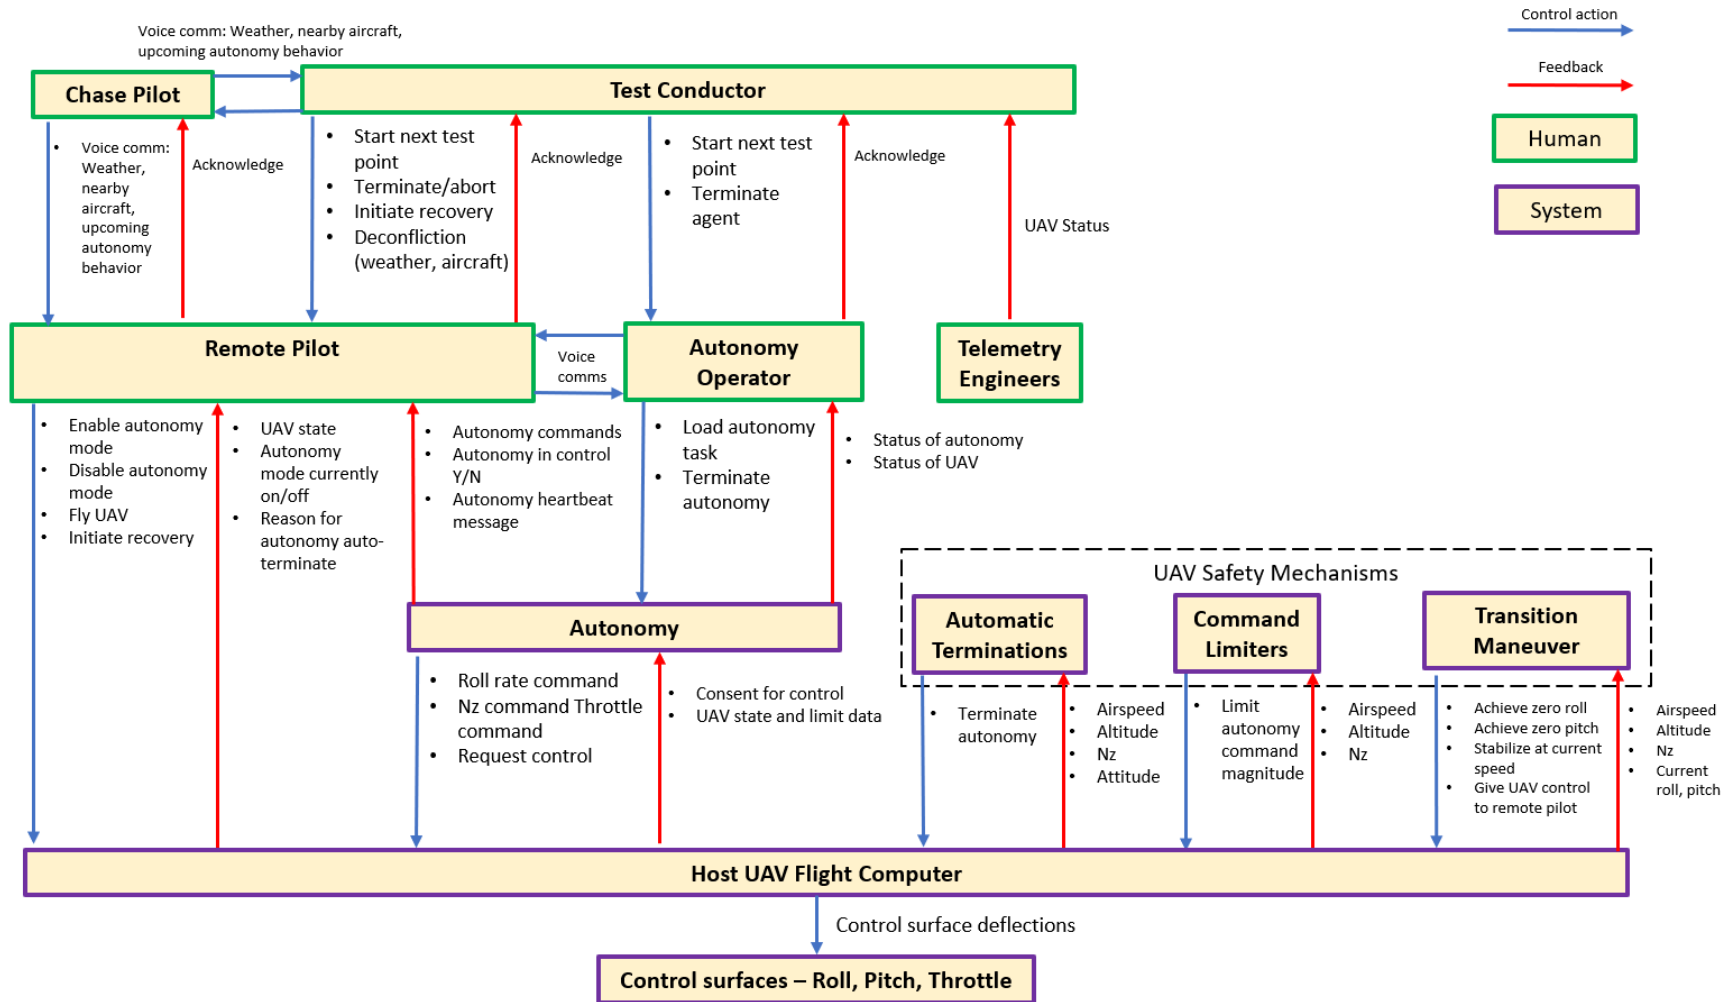 Voice comm: Weather, nearby aircraft,
upcoming autonomy behavior
Control action
Feedback
Human
System
Chase Pilot
Test Conductor
• Voice comm:
Weather,
nearby
aircraft,
upcoming
autonomy
behavior
Acknowledge
• Start next test
point
• Terminate/abort
• Initiate recovery
• Deconfliction
(weather, aircraft)
Acknowledge
• Start next test
point
• Terminate
agent
Acknowledge
UAV Status
Remote Pilot
Voice
comms
Autonomy
Operator
Telemetry
Engineers
• Enable autonomy
mode
• Disable autonomy
mode
• Fly UAV
• Initiate recovery
• UAV state
• Autonomy
mode currently
on/off
• Reason for
autonomy auto-
terminate
• Autonomy commands
• Autonomy in control
Y/N
• Autonomy heartbeat
message
• Load autonomy
task
• Terminate
autonomy
• Status of autonomy
• Status of UAV
UAV Safety Mechanisms
Autonomy
Automatic
Terminations
Command
Limiters
Transition
Maneuver
• Roll rate command
• Nz command Throttle
command
• Request control
• Consent for control
• UAV state and limit data
• Terminate
autonomy
• Airspeed
• Altitude
• Nz
• Attitude
• Limit
autonomy
command
magnitude
• Airspeed
• Altitude
• Nz
• Achieve zero roll
• Achieve zero pitch
• Stabilize at current
speed
• Give UAV control
to remote pilot
• Airspeed
• Altitude
• Nz
• Current
roll, pitch
Host UAV Flight Computer
Control surface deflections
Control surfaces – Roll, Pitch, Throttle